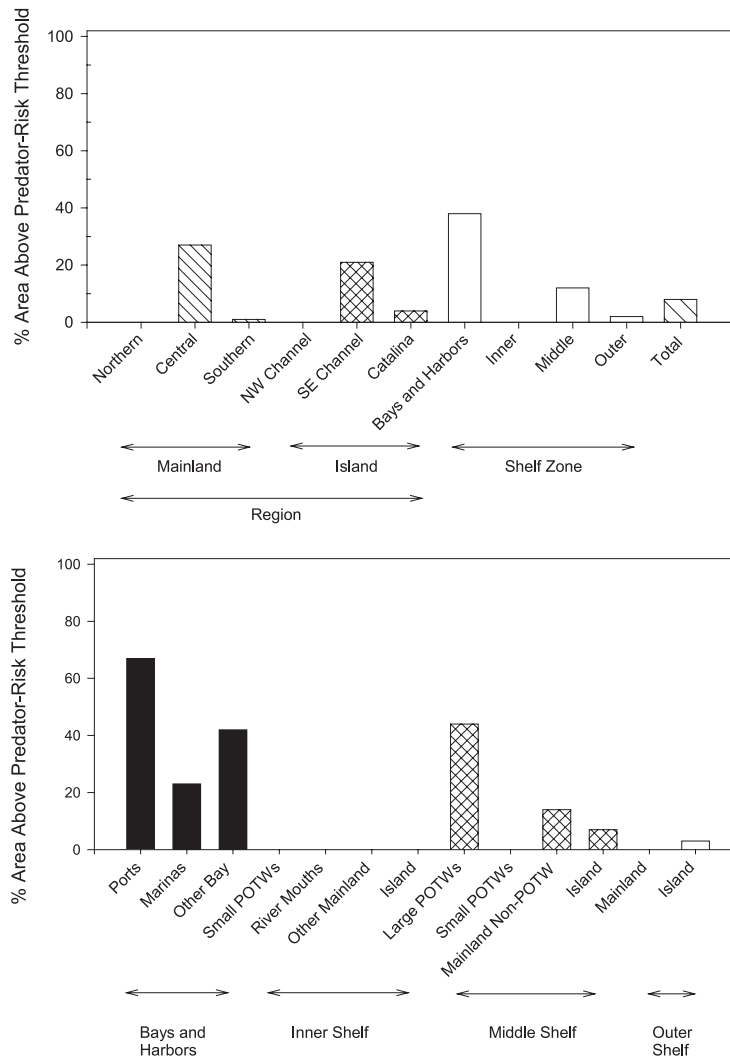 % Area Above Predator-Risk Threshold
100
80
60
40
20
0
Northern
Central
Southern
NW Channel
SE Channel
Catalina
Bays and Harbors
Inner
Middle
Outer
Total
Mainland
Island
Shelf Zone
Region
% Area Above Predator-Risk Threshold
100
80
60
40
20
0
Ports
Marinas
Other Bay
Small POTWs
River Mouths
Other Mainland
Island
Large POTWs
Small POTWs
Mainland Non-POTW
Island
Mainland
Island
Bays and
Harbors
Inner Shelf
Middle Shelf
Outer
Shelf